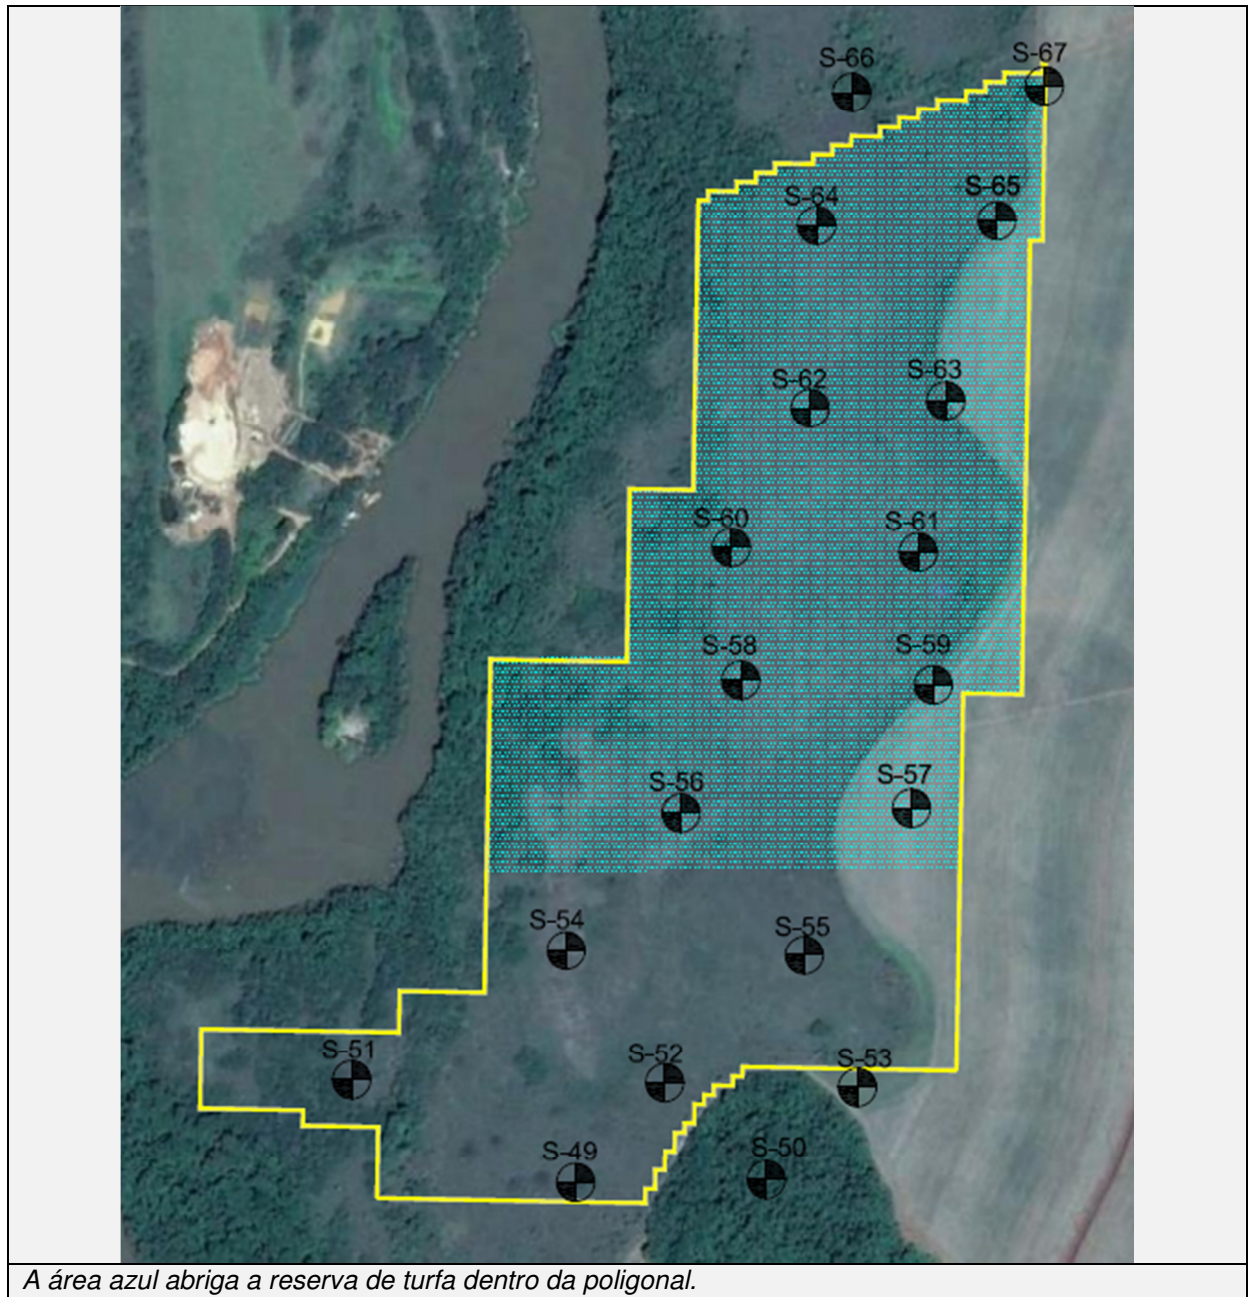 S-66
S-67
S-64
S-65
S-62
S-63
S-60
S-61
S-58
S-59
S-56
S-57
S-54
S-55
S-51
S-52
S-53
S-49
S-50
A área azul abriga a reserva de turfa dentro da poligonal.